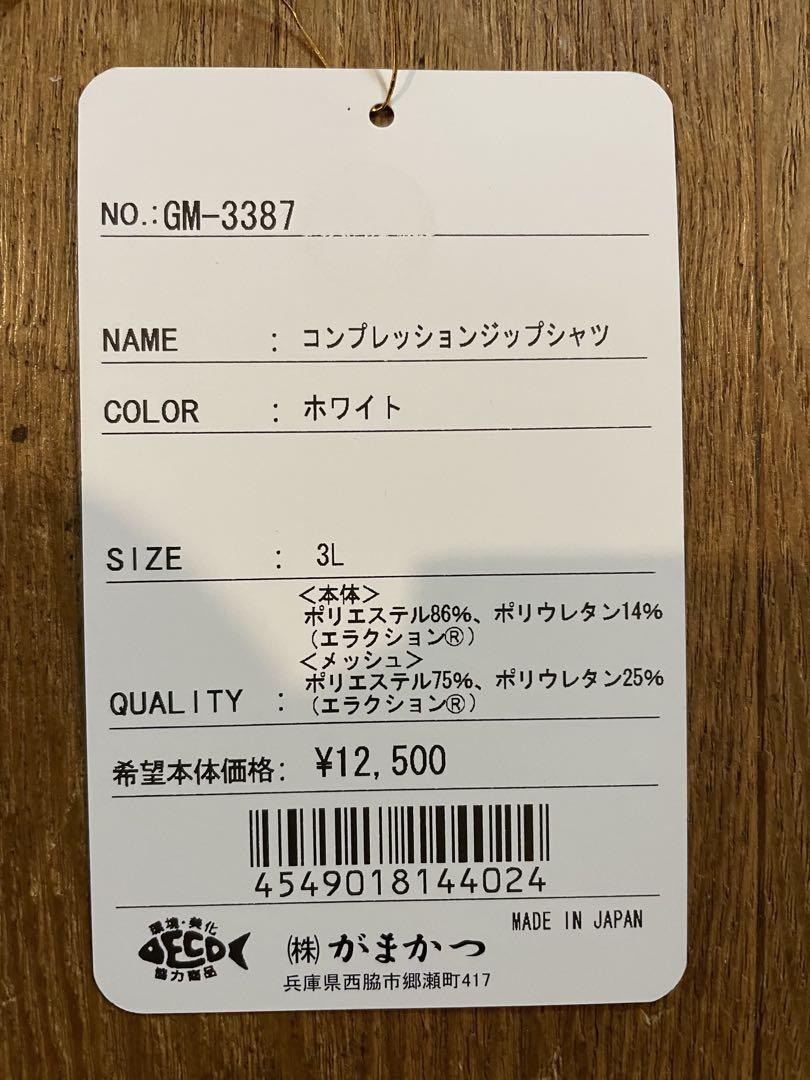 NO.:GM-3387
NAME : コンプレッションジップシャツ
COLOR : ホワイト
SIZE : 3L
<本体>
ポリエステル86%、ポリウレタン14%
(エラクション®)
<メッシュ>
ポリエステル75%、ポリウレタン25%
QUALITY : (エラクション®)
希望本体価格: ¥12,500
4549018144024
MADE IN JAPAN
環境・美化
ECO
協力商品
(株)がまかつ
兵庫県西脇市郷瀬町417